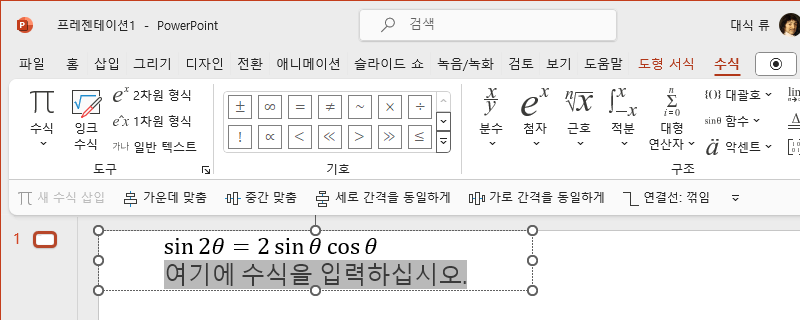 프레젠테이션1 - PowerPoint
검색
대식 류
파일 홈 삽입 그리기 디자인 전환 애니메이션 슬라이드 쇼 녹음/녹화 검토 보기 도움말 도형 서식 수식
π 수식
잉크 수식
eˣ 2차원 형식
e^x 1차원 형식
가나 일반 텍스트
도구
± ∞ = ≠ ~ × ÷
! ∝ < ≪ > ≫ ≤
기호
x/y 분수
eˣ 첨자
ⁿ√x 근호
∫ˣ₋ₓ 적분
n Σ i=0 대형 연산자
{()} 대괄호
sinθ 함수
ä 악센트
lim
n→
Δ
구조
π 새 수식 삽입 가운데 맞춤 중간 맞춤 세로 간격을 동일하게 가로 간격을 동일하게 연결선: 꺾임
1
sin 2θ = 2 sin θ cos θ
여기에 수식을 입력하십시오.